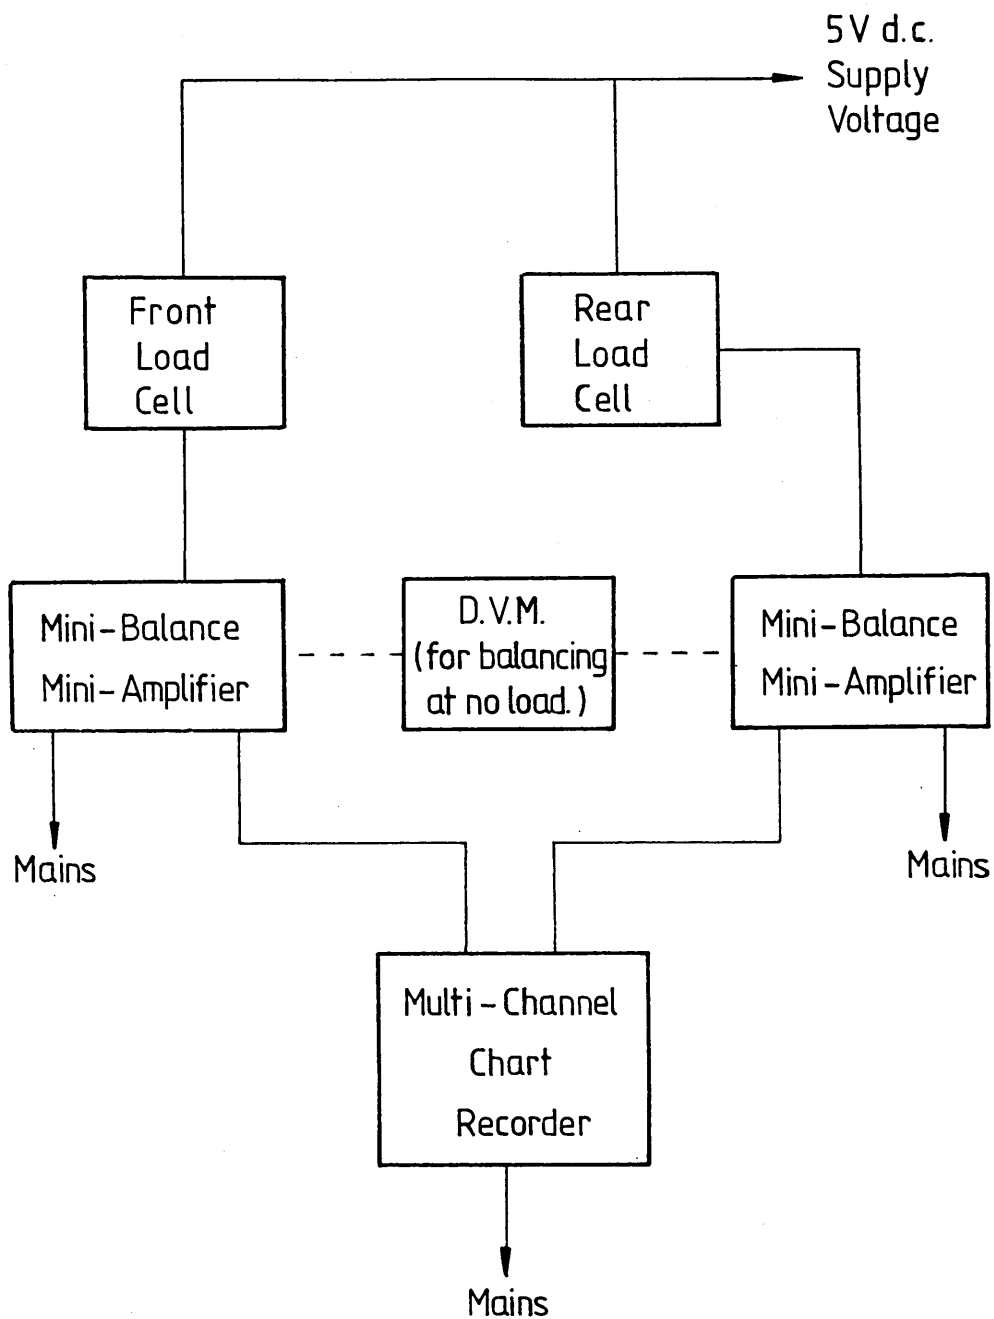 5V d.c.
Supply
Voltage
Front
Load
Cell
Rear
Load
Cell
Mini-Balance
Mini-Amplifier
D.V.M.
(for balancing
at no load.)
Mini-Balance
Mini-Amplifier
Mains
Mains
Multi-Channel
Chart
Recorder
Mains